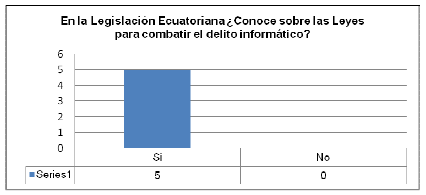 En la Legislación Ecuatoriana ¿Conoce sobre las Leyes
para combatir el delito informático?
6
5
4
3
2
1
0
Si No
Series1 5 0